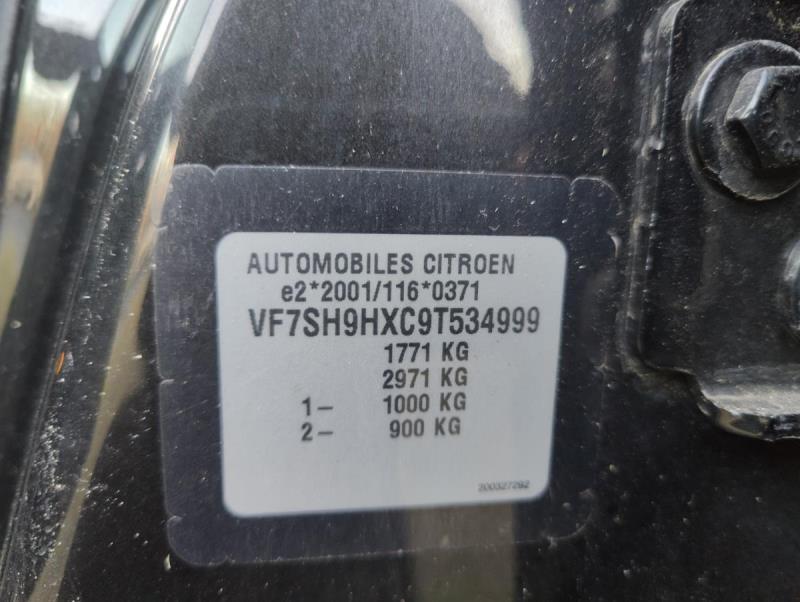 AUTOMOBILES CITROEN
e2*2001/116*0371
VF7SH9HXC9T534999
1771 KG
2971 KG
1- 1000 KG
2- 900 KG
200327292